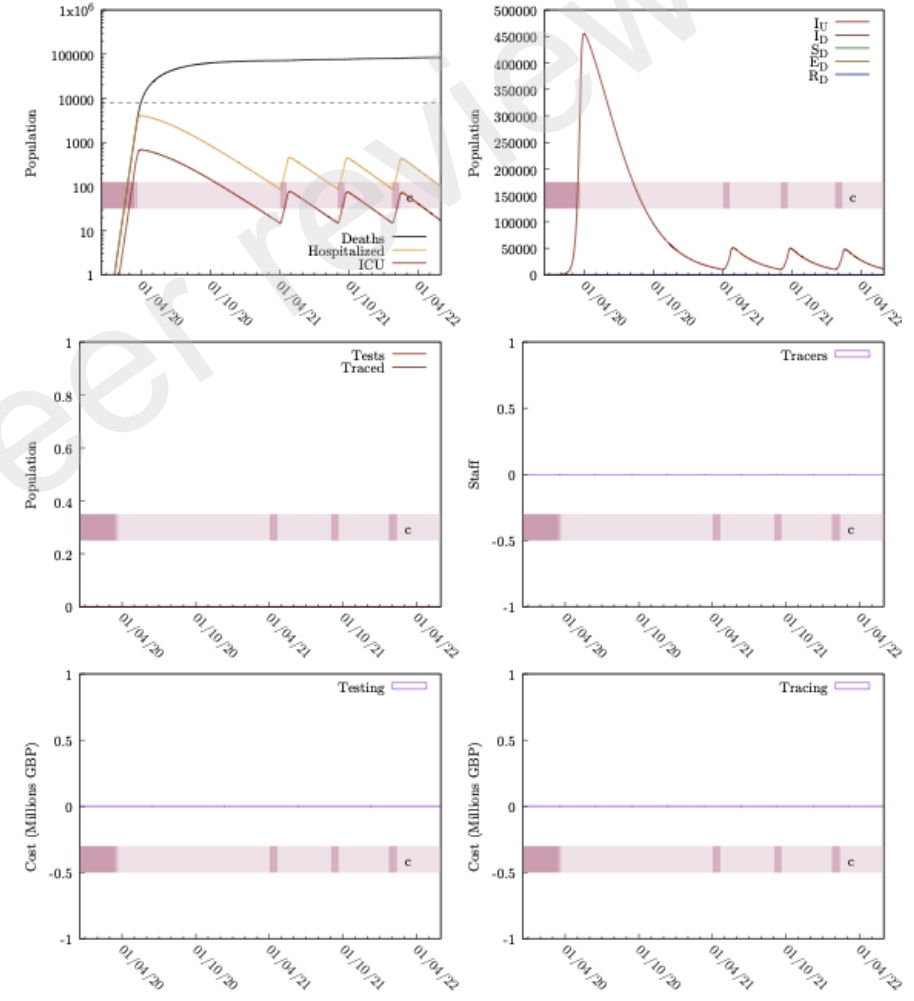 1x10⁶
100000
10000
1000
100
10
1
Population
c
Deaths
Hospitalized
ICU
01/04/20
01/10/20
01/04/21
01/10/21
01/04/22
500000
450000
400000
350000
300000
250000
200000
150000
100000
50000
0
Population
I_U
I_D
S_D
E_D
R_D
c
01/04/20
01/10/20
01/04/21
01/10/21
01/04/22
1
0.8
0.6
0.4
0.2
0
Population
Tests
Traced
c
01/04/20
01/10/20
01/04/21
01/10/21
01/04/22
1
0.5
0
-0.5
-1
Staff
Tracers
c
01/04/20
01/10/20
01/04/21
01/10/21
01/04/22
1
0.5
0
-0.5
-1
Cost (Millions GBP)
Testing
c
01/04/20
01/10/20
01/04/21
01/10/21
01/04/22
1
0.5
0
-0.5
-1
Cost (Millions GBP)
Tracing
c
01/04/20
01/10/20
01/04/21
01/10/21
01/04/22
eer review